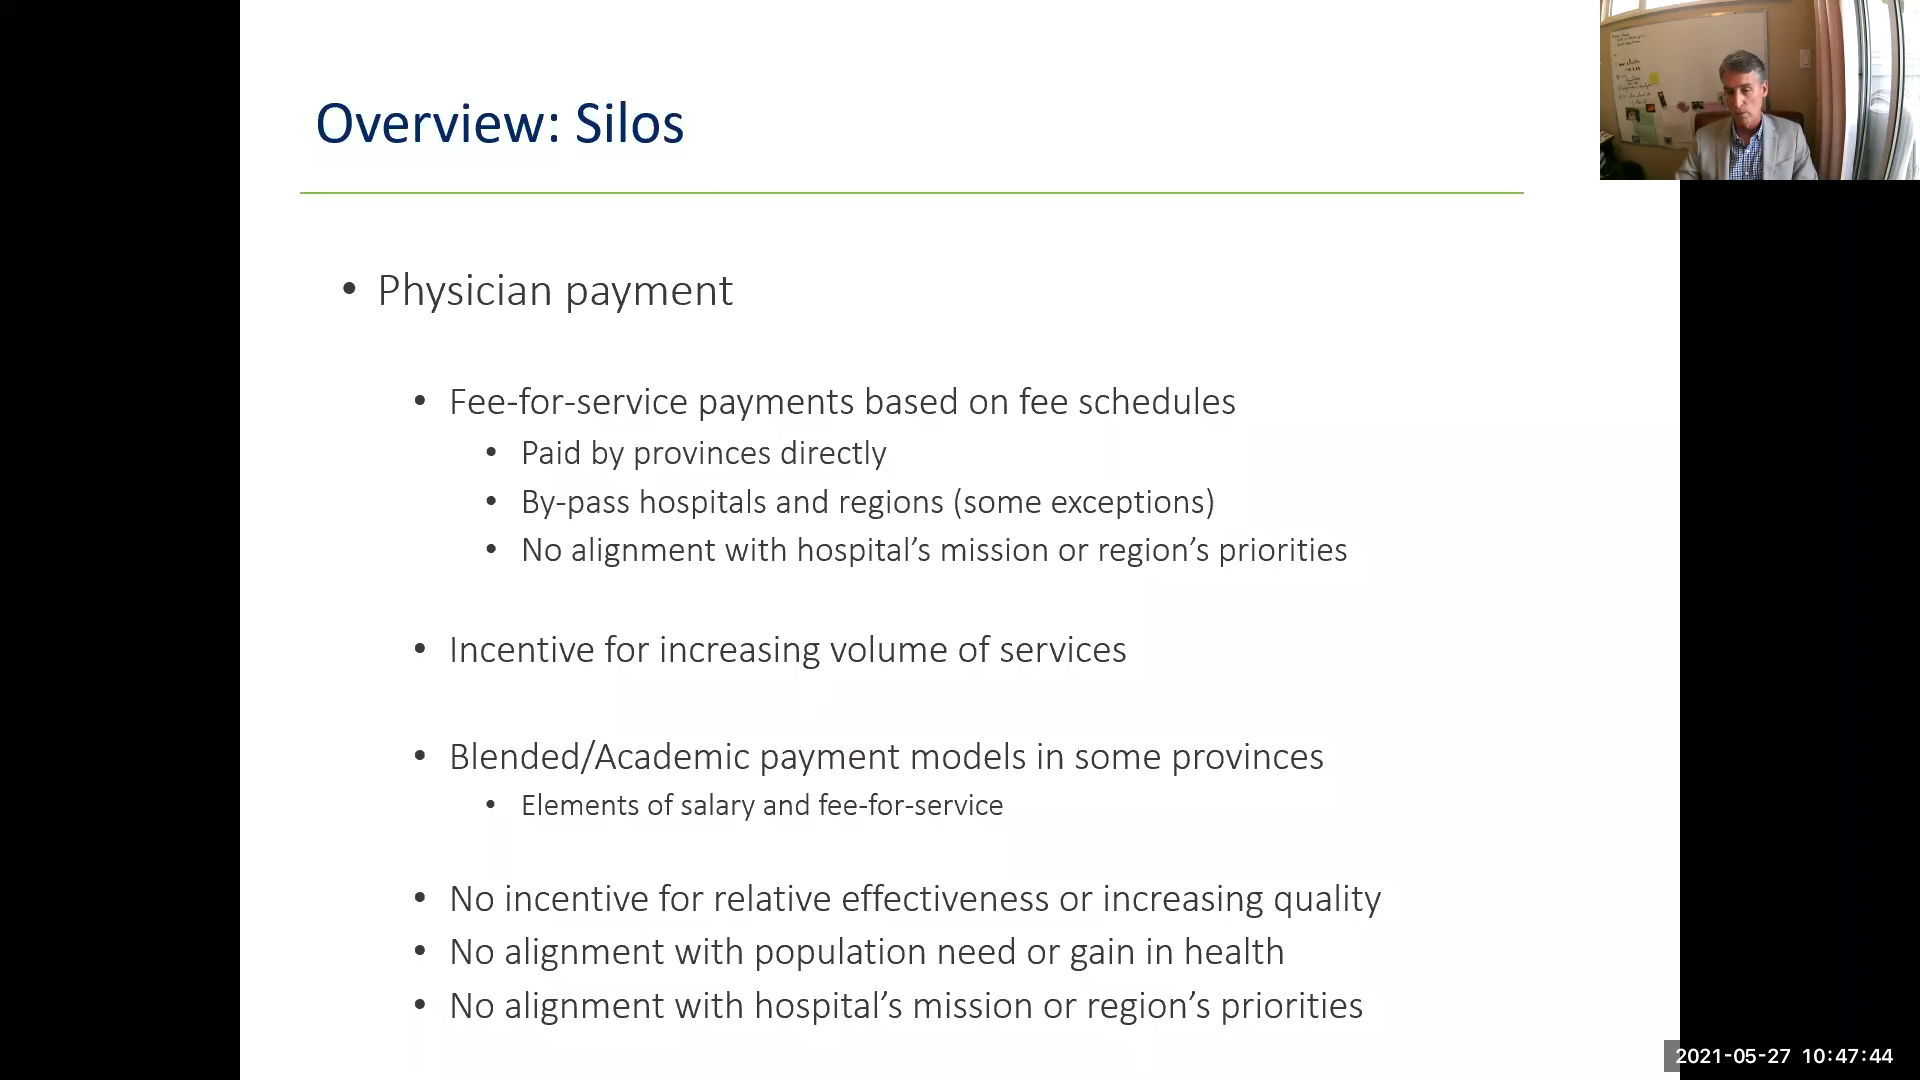 Overview: Silos
• Physician payment
• Fee-for-service payments based on fee schedules
• Paid by provinces directly
• By-pass hospitals and regions (some exceptions)
• No alignment with hospital’s mission or region’s priorities
• Incentive for increasing volume of services
• Blended/Academic payment models in some provinces
• Elements of salary and fee-for-service
• No incentive for relative effectiveness or increasing quality
• No alignment with population need or gain in health
• No alignment with hospital’s mission or region’s priorities
2021-05-27 10:47:44